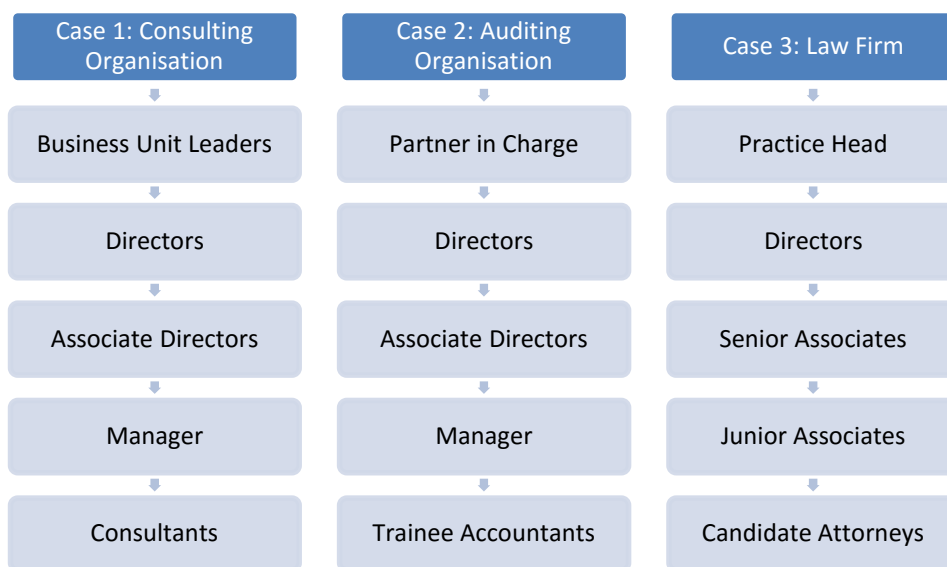 Case 1: Consulting
Organisation
Business Unit Leaders
Directors
Associate Directors
Manager
Consultants
Case 2: Auditing
Organisation
Partner in Charge
Directors
Associate Directors
Manager
Trainee Accountants
Case 3: Law Firm
Practice Head
Directors
Senior Associates
Junior Associates
Candidate Attorneys